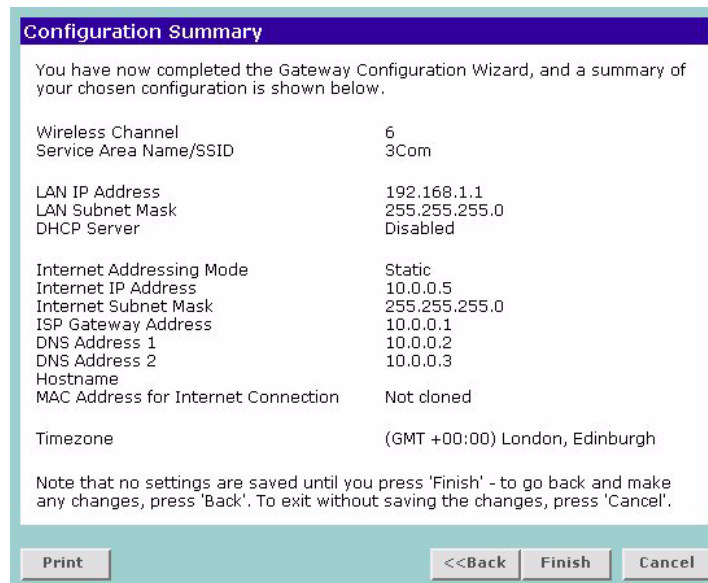 Configuration Summary
You have now completed the Gateway Configuration Wizard, and a summary of
your chosen configuration is shown below.
Wireless Channel 6
Service Area Name/SSID 3Com
LAN IP Address 192.168.1.1
LAN Subnet Mask 255.255.255.0
DHCP Server Disabled
Internet Addressing Mode Static
Internet IP Address 10.0.0.5
Internet Subnet Mask 255.255.255.0
ISP Gateway Address 10.0.0.1
DNS Address 1 10.0.0.2
DNS Address 2 10.0.0.3
Hostname
MAC Address for Internet Connection Not cloned
Timezone (GMT +00:00) London, Edinburgh
Note that no settings are saved until you press 'Finish' - to go back and make
any changes, press 'Back'. To exit without saving the changes, press 'Cancel'.
Print <<Back Finish Cancel